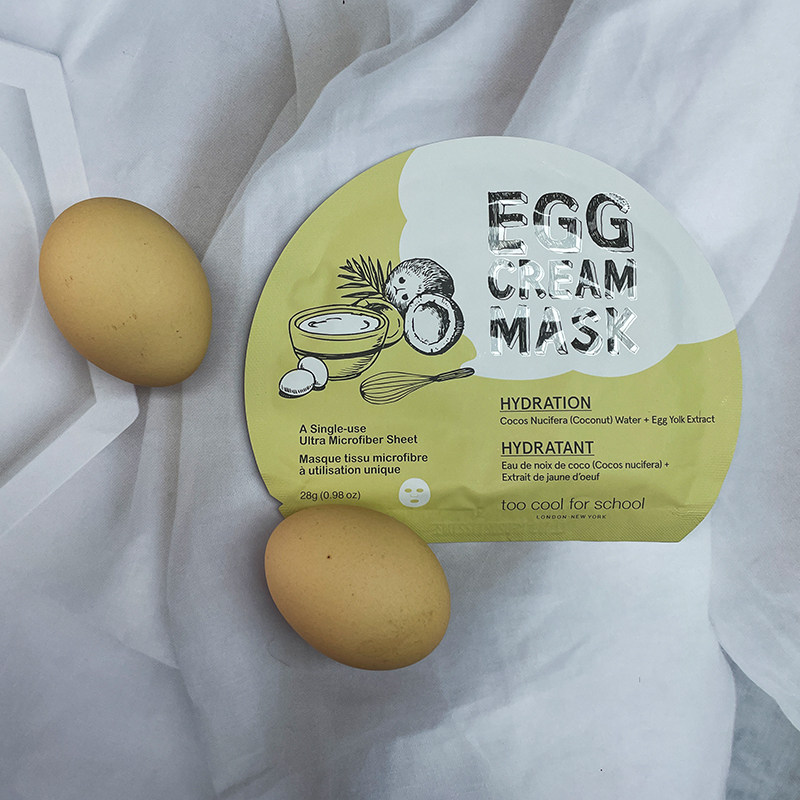 EGG
CREAM
MASK
HYDRATION
Cocos Nucifera (Coconut) Water + Egg Yolk Extract
HYDRATANT
Eau de noix de coco (Cocos nucifera) +
Extrait de jaune d'oeuf
A Single-use
Ultra Microfiber Sheet
Masque tissu microfibre
à utilisation unique
28g (0.98 oz)
too cool for school
LONDON·NEW YORK